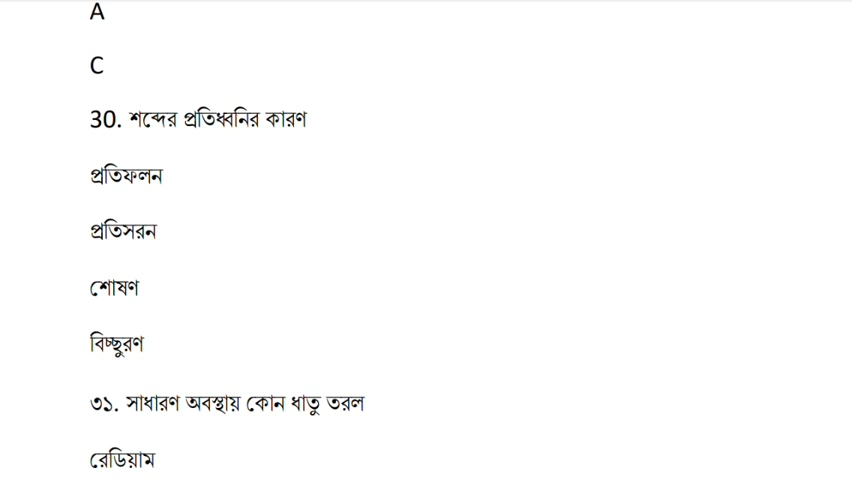 A
C
30. শব্দের প্রতিধ্বনির কারণ
প্রতিফলন
প্রতিসরন
শোষণ
বিচ্ছুরণ
৩১. সাধারণ অবস্থায় কোন ধাতু তরল
রেডিয়াম